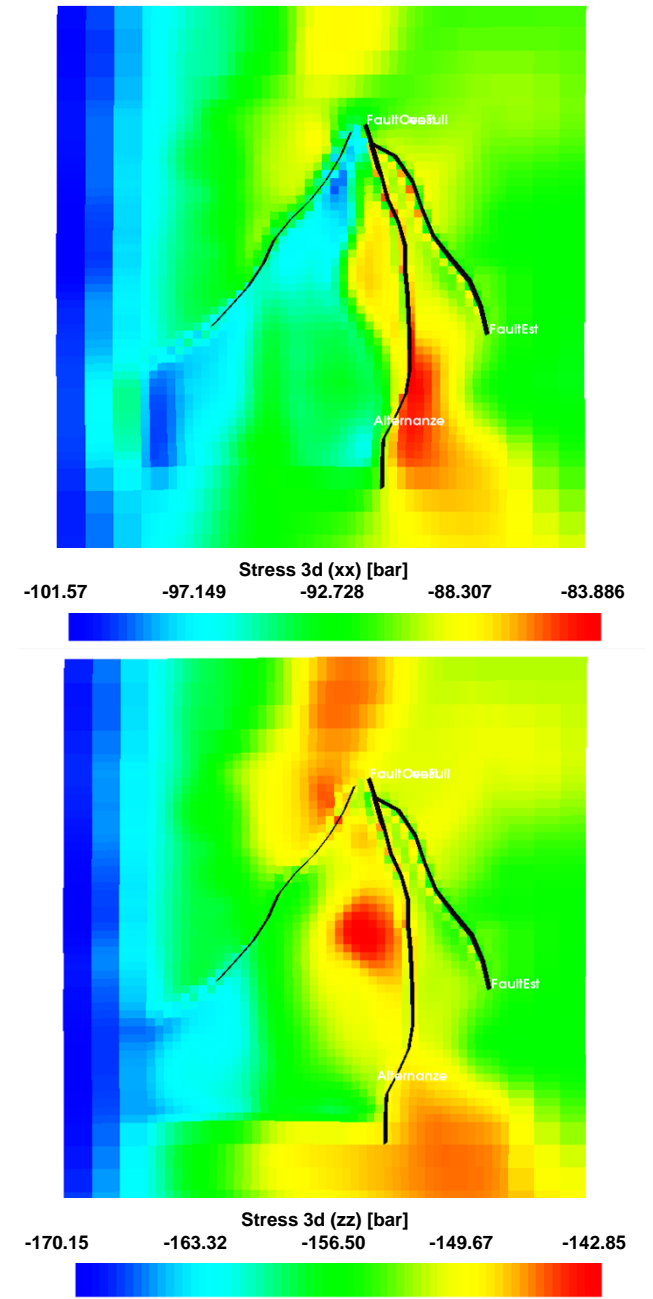 FaultEst
Alternanze
Stress 3d (xx) [bar]
-101.57 -97.149 -92.728 -88.307 -83.886
FaultEst
Alternanze
Stress 3d (zz) [bar]
-170.15 -163.32 -156.50 -149.67 -142.85